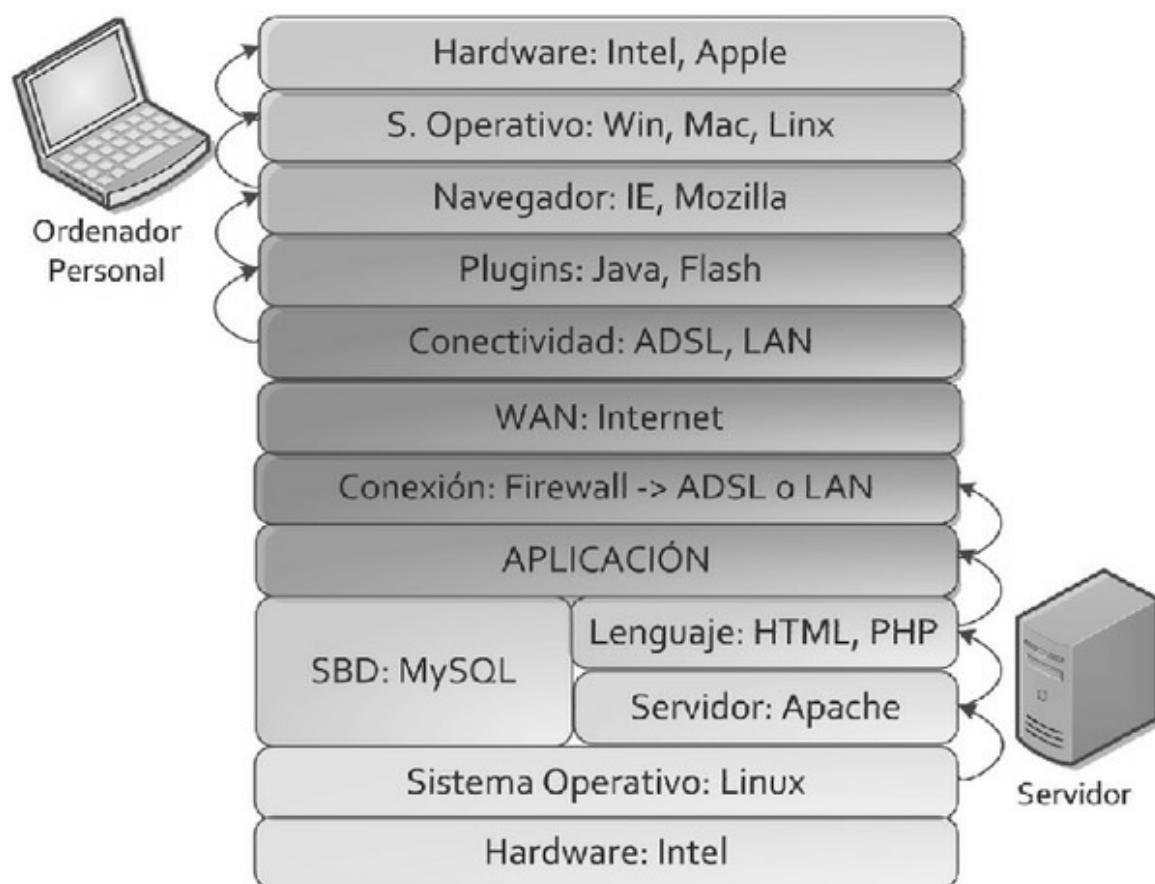 Hardware: Intel, Apple
S. Operativo: Win, Mac, Linx
Navegador: IE, Mozilla
Ordenador
Personal
Plugins: Java, Flash
Conectividad: ADSL, LAN
WAN: Internet
Conexión: Firewall -> ADSL o LAN
APLICACIÓN
Lenguaje: HTML, PHP
SBD: MySQL
Servidor: Apache
Sistema Operativo: Linux
Servidor
Hardware: Intel